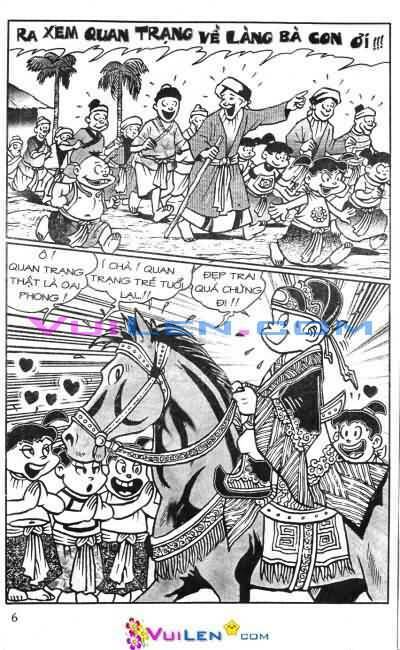 RA XEM QUAN TRẠNG VỀ LÀNG BÀ CON ƠI!!!
Ô!
QUAN TRẠNG
THẬT LÀ OAI
PHONG!
Í CHÀ! QUAN
TRẠNG TRẺ TUỔI
LẠI!!
ĐẸP TRAI
QUÁ CHỪNG
ĐI!!
VUILEN.COM
6
VUILEN.COM